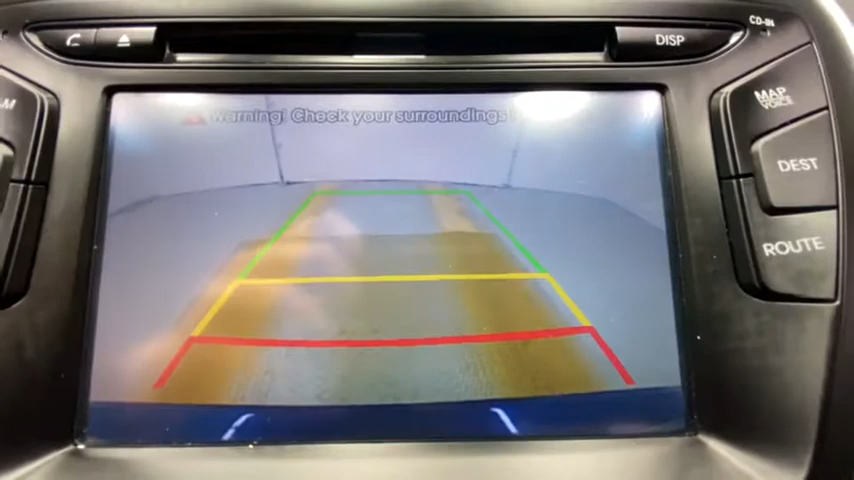 CD-IN
DISP
Warning! Check your surroundings
MAP
VOICE
DEST
ROUTE